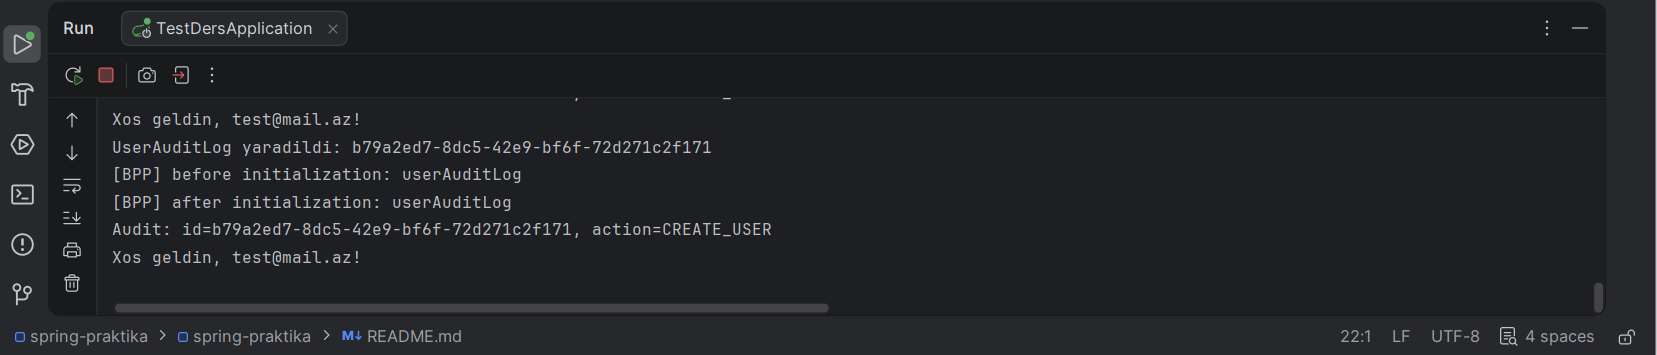 Run TestDersApplication
Xos geldin, test@mail.az!
UserAuditLog yaradildi: b79a2ed7-8dc5-42e9-bf6f-72d271c2f171
[BPP] before initialization: userAuditLog
[BPP] after initialization: userAuditLog
Audit: id=b79a2ed7-8dc5-42e9-bf6f-72d271c2f171, action=CREATE_USER
Xos geldin, test@mail.az!
spring-praktika > spring-praktika > M↓ README.md 22:1 LF UTF-8 4 spaces